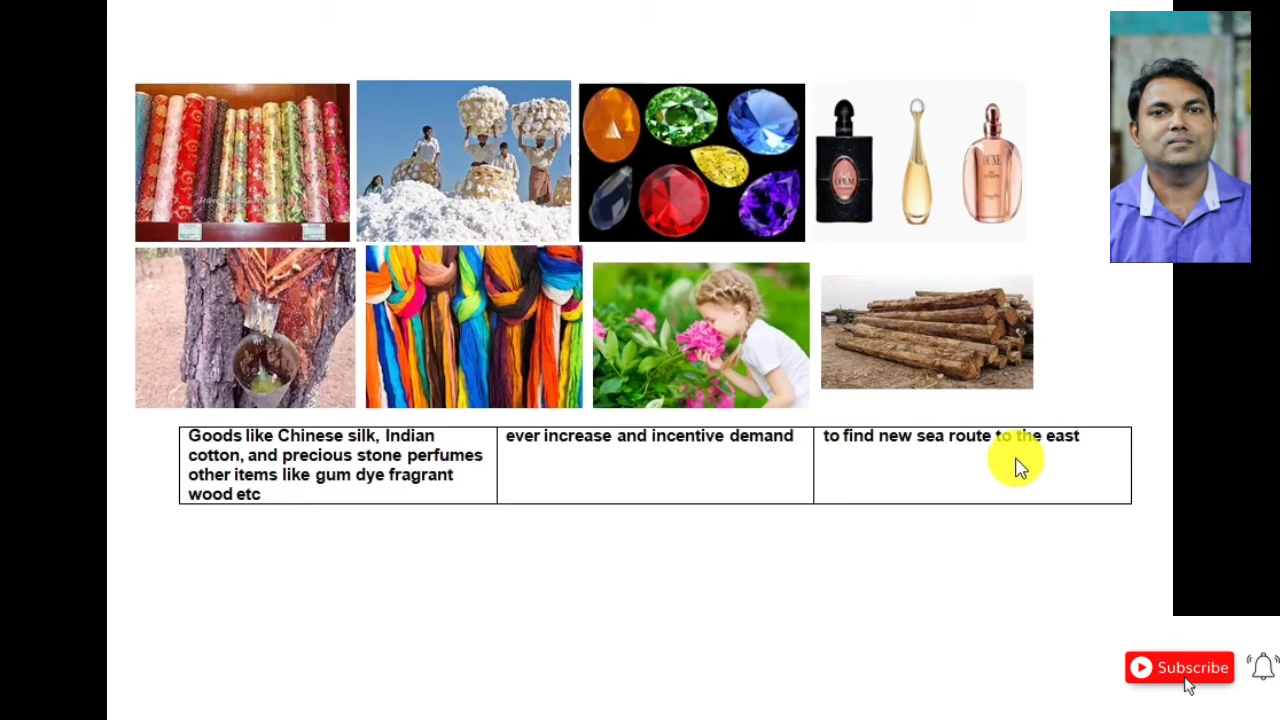 OPIUM
Goods like Chinese silk, Indian
cotton, and precious stone perfumes
other items like gum dye fragrant
wood etc
ever increase and incentive demand
to find new sea route to the east
Subscribe